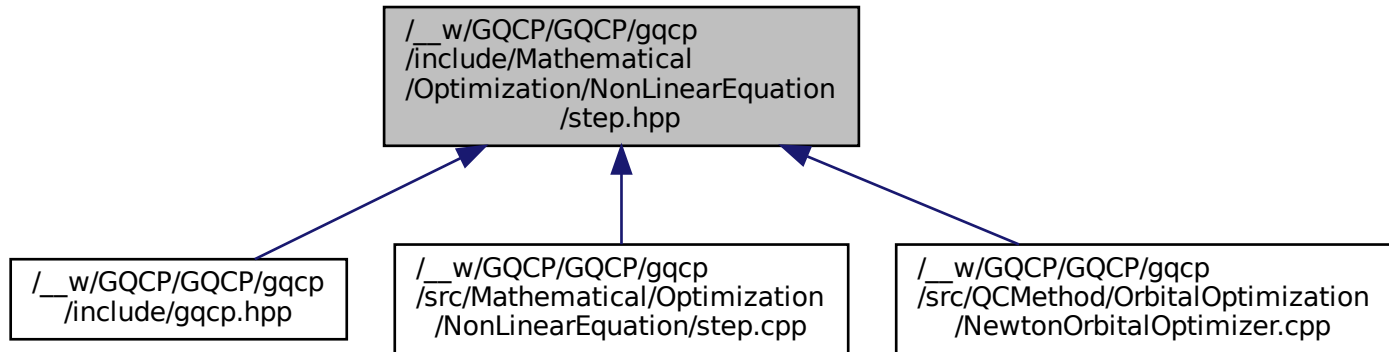 /__w/GQCP/GQCP/gqcp
/include/Mathematical
/Optimization/NonLinearEquation
/step.hpp
/__w/GQCP/GQCP/gqcp
/include/gqcp.hpp
/__w/GQCP/GQCP/gqcp
/src/Mathematical/Optimization
/NonLinearEquation/step.cpp
/__w/GQCP/GQCP/gqcp
/src/QCMethod/OrbitalOptimization
/NewtonOrbitalOptimizer.cpp